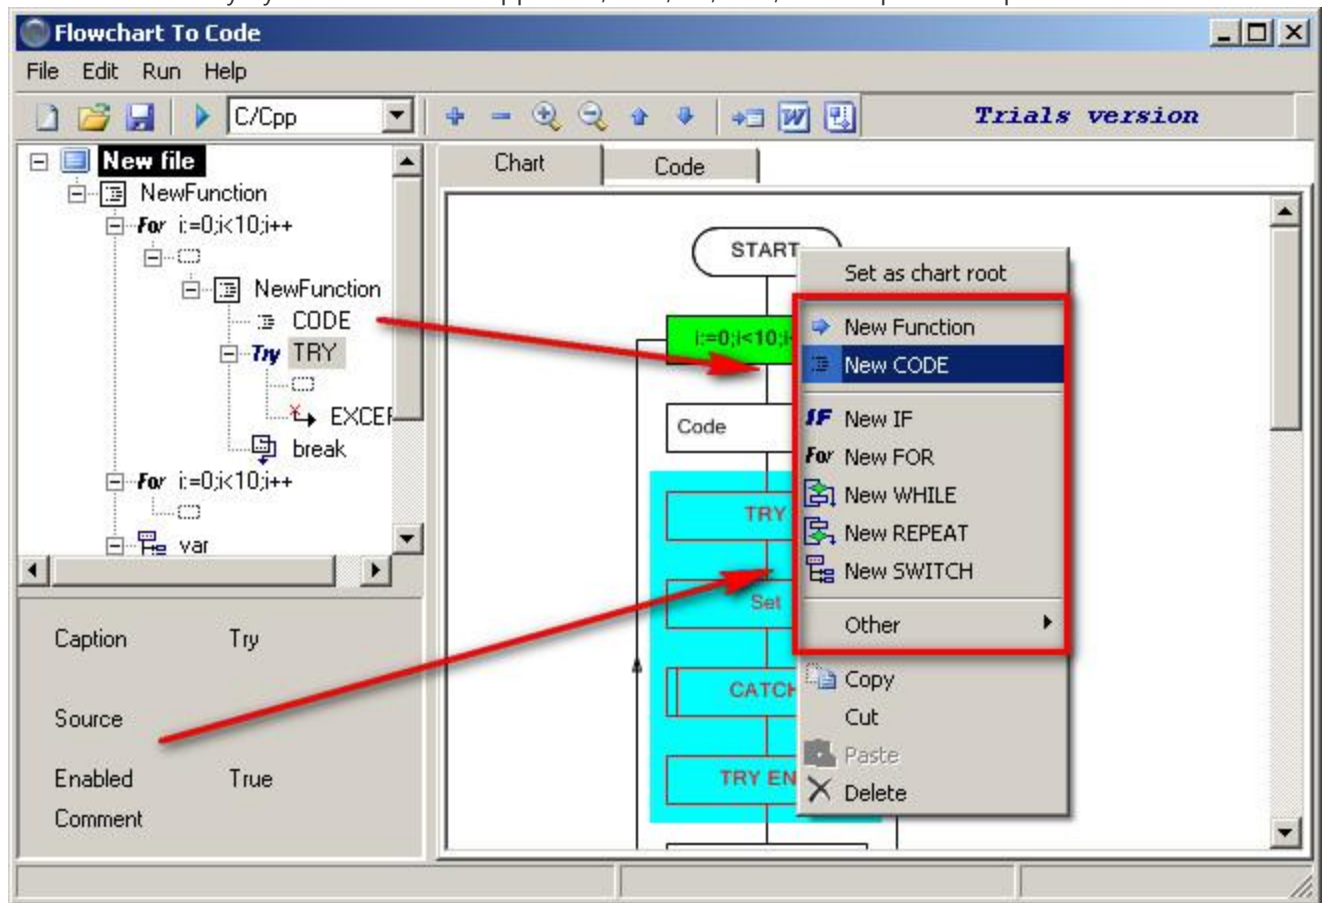 Flowchart To Code
File Edit Run Help
C/Cpp
Trials version
New file
NewFunction
For i:=0;i<10;i++
NewFunction
CODE
Try TRY
EXCEP
break
For i:=0;i<10;i++
var
Caption Try
Source
Enabled True
Comment
Chart Code
START
i:=0;i<10;i
Code
TRY
Set
CATCH
TRY EN
Set as chart root
New Function
New CODE
IF New IF
For New FOR
New WHILE
New REPEAT
New SWITCH
Other
Copy
Cut
Paste
Delete